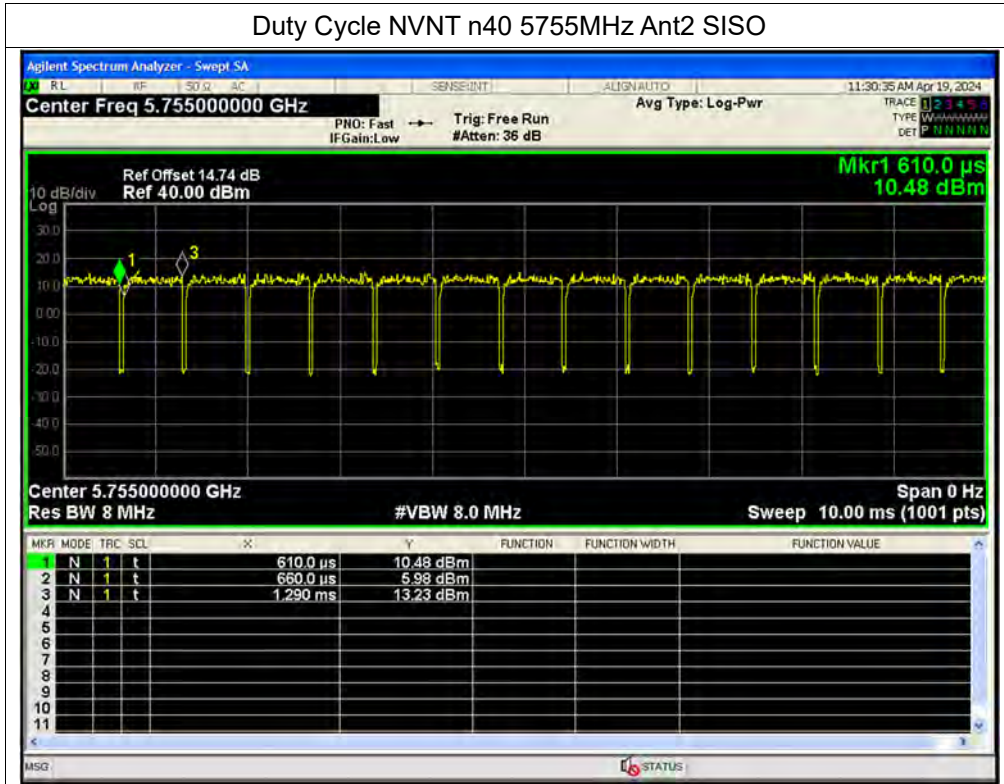 Duty Cycle NVNT n40 5755MHz Ant2 SISO
Agilent Spectrum Analyzer - Swept SA
LXI RL RF 50 Ω AC SENSE:INT ALIGN AUTO 11:30:35 AM Apr 19, 2024
Center Freq 5.755000000 GHz
PNO: Fast
IFGain:Low
Trig: Free Run
#Atten: 36 dB
Avg Type: Log-Pwr
TRACE 1 2 3 4 5 6
TYPE W
DET P N N N N N
Mkr1 610.0 µs
10.48 dBm
Ref Offset 14.74 dB
10 dB/div Ref 40.00 dBm
Log
30.0
20.0
10.0
0.00
-10.0
-20.0
-30.0
-40.0
-50.0
1
3
Center 5.755000000 GHz Span 0 Hz
Res BW 8 MHz #VBW 8.0 MHz Sweep 10.00 ms (1001 pts)
MKR MODE TRC SCL X Y FUNCTION FUNCTION WIDTH FUNCTION VALUE
1 N 1 t 610.0 µs 10.48 dBm
2 N 1 t 660.0 µs 5.98 dBm
3 N 1 t 1.290 ms 13.23 dBm
4
5
6
7
8
9
10
11
MSG STATUS